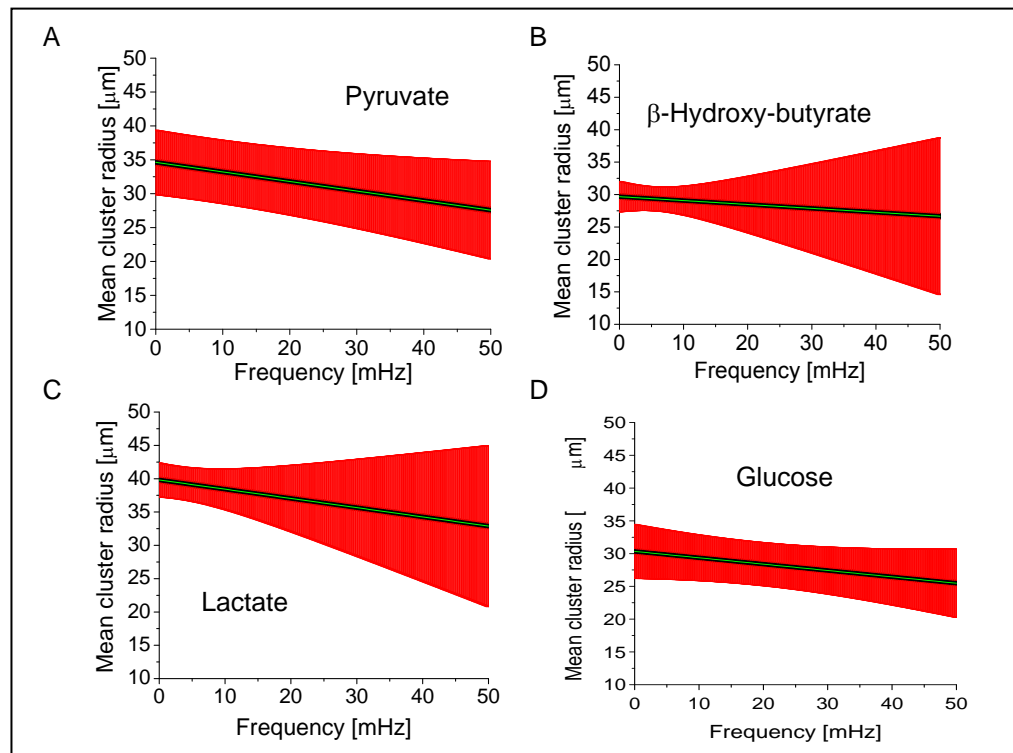 A
Mean cluster radius [μm]
50
45
40
35
30
25
20
15
10
Pyruvate
0 10 20 30 40 50
Frequency [mHz]
B
Mean cluster radius [μm]
50
45
40
35
30
25
20
15
10
β-Hydroxy-butyrate
0 10 20 30 40 50
Frequency [mHz]
C
Mean cluster radius [μm]
50
45
40
35
30
25
20
15
10
Lactate
0 10 20 30 40 50
Frequency [mHz]
D
Mean cluster radius [ μm]
50
45
40
35
30
25
20
15
10
Glucose
0 10 20 30 40 50
Frequency [mHz]